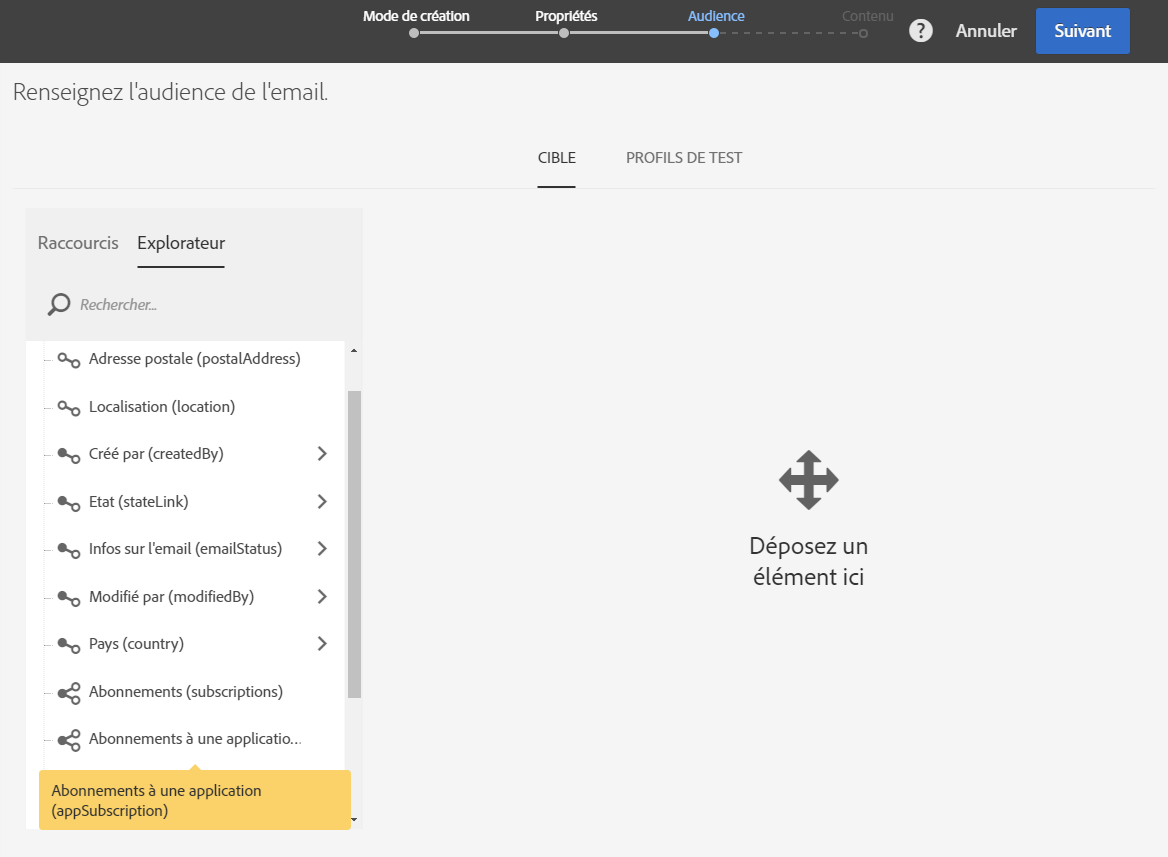 Mode de création
Propriétés
Audience
Contenu
?
Annuler
Suivant
Renseignez l'audience de l'email.
CIBLE
PROFILS DE TEST
Raccourcis
Explorateur
Rechercher...
Adresse postale (postalAddress)
Localisation (location)
Créé par (createdBy)
Etat (stateLink)
Infos sur l'email (emailStatus)
Modifié par (modifiedBy)
Pays (country)
Abonnements (subscriptions)
Abonnements à une applicatio...
Abonnements à une application
(appSubscription)
Déposez un
élément ici